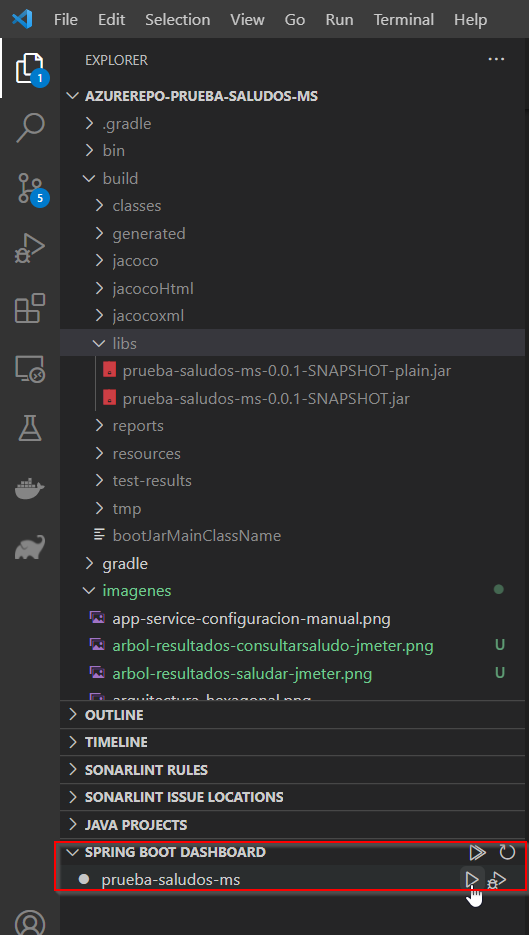 File Edit Selection View Go Run Terminal Help
EXPLORER
1
AZUREREPO-PRUEBA-SALUDOS-MS
.gradle
bin
build
5
classes
generated
jacoco
jacocoHtml
jacocoxml
libs
prueba-saludos-ms-0.0.1-SNAPSHOT-plain.jar
prueba-saludos-ms-0.0.1-SNAPSHOT.jar
reports
resources
test-results
tmp
bootJarMainClassName
gradle
imagenes
app-service-configuracion-manual.png
arbol-resultados-consultarsaludo-jmeter.png U
arbol-resultados-saludar-jmeter.png U
arquitectura-hexagonal.png
OUTLINE
TIMELINE
SONARLINT RULES
SONARLINT ISSUE LOCATIONS
JAVA PROJECTS
SPRING BOOT DASHBOARD
prueba-saludos-ms